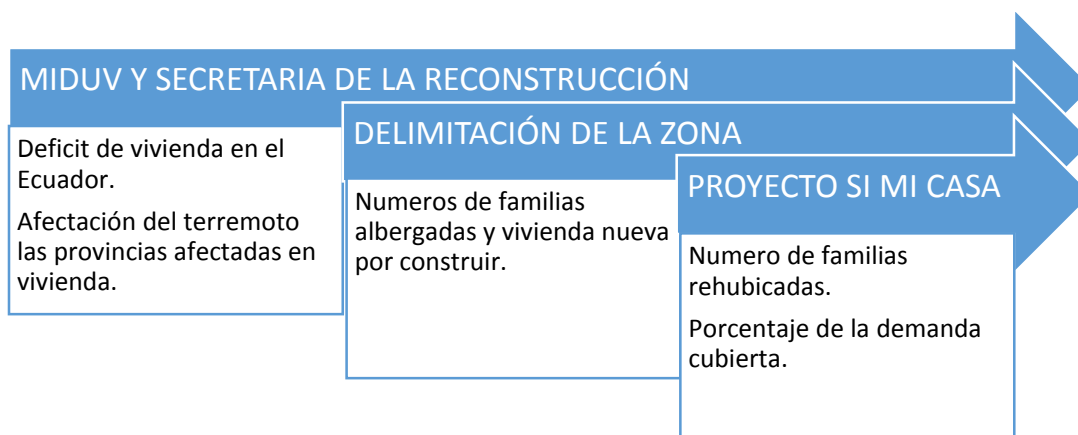 MIDUV Y SECRETARIA DE LA RECONSTRUCCIÓN
Deficit de vivienda en el
Ecuador.
Afectación del terremoto
las provincias afectadas en
vivienda.
DELIMITACIÓN DE LA ZONA
Numeros de familias
albergadas y vivienda nueva
por construir.
PROYECTO SI MI CASA
Numero de familias
rehubicadas.
Porcentaje de la demanda
cubierta.